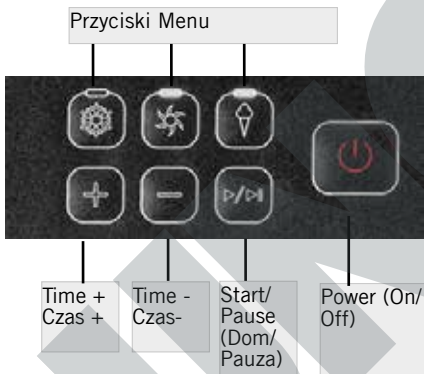 Przyciski Menu
Time +
Czas +
Time -
Czas-
Start/
Pause
(Dom/
Pauza)
Power (On/
Off)